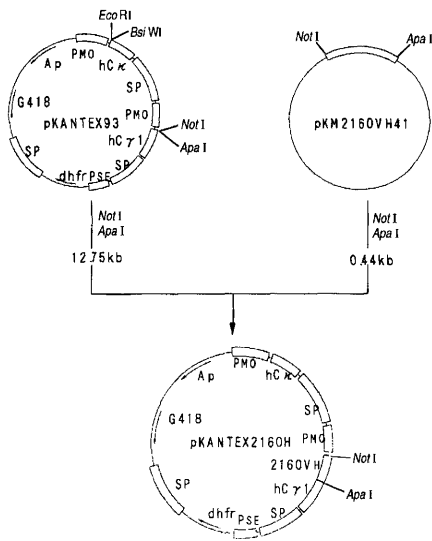 EcoRI
BsiWI
PMO
hCκ
Ap
SP
G418
pKANTEX93
PMO
NotI
hCγ1
ApaI
SP
SP
dhfr
PSE
NotI
ApaI
pKM2160VH41
NotI
ApaI
12.75kb
NotI
ApaI
0.44kb
PMO
hCκ
Ap
SP
G418
pKANTEX2160H
PMO
2160VH
NotI
hCγ1
ApaI
SP
SP
dhfr
PSE